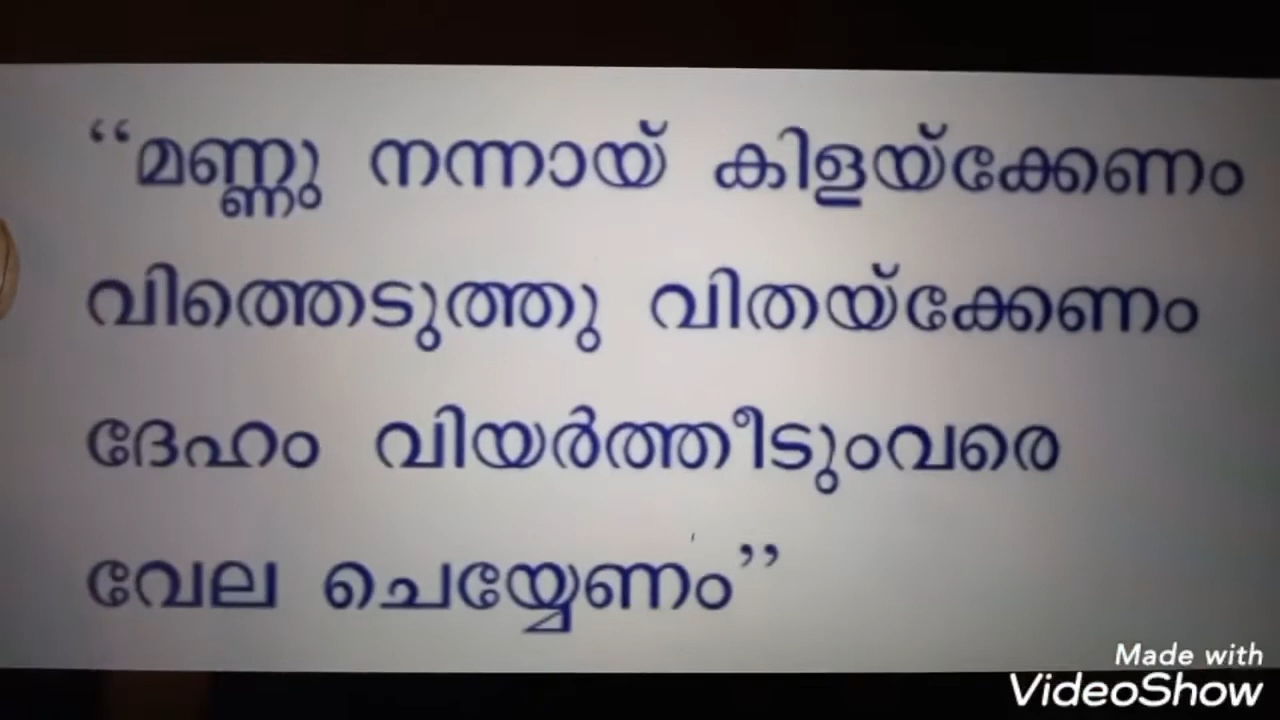 “മണ്ണു നന്നായ് കിളയ്ക്കേണം
വിത്തെടുത്തു വിതയ്ക്കേണം
ദേഹം വിയർത്തീടുംവരെ
വേല ചെയ്യേണം”
Made with
VideoShow